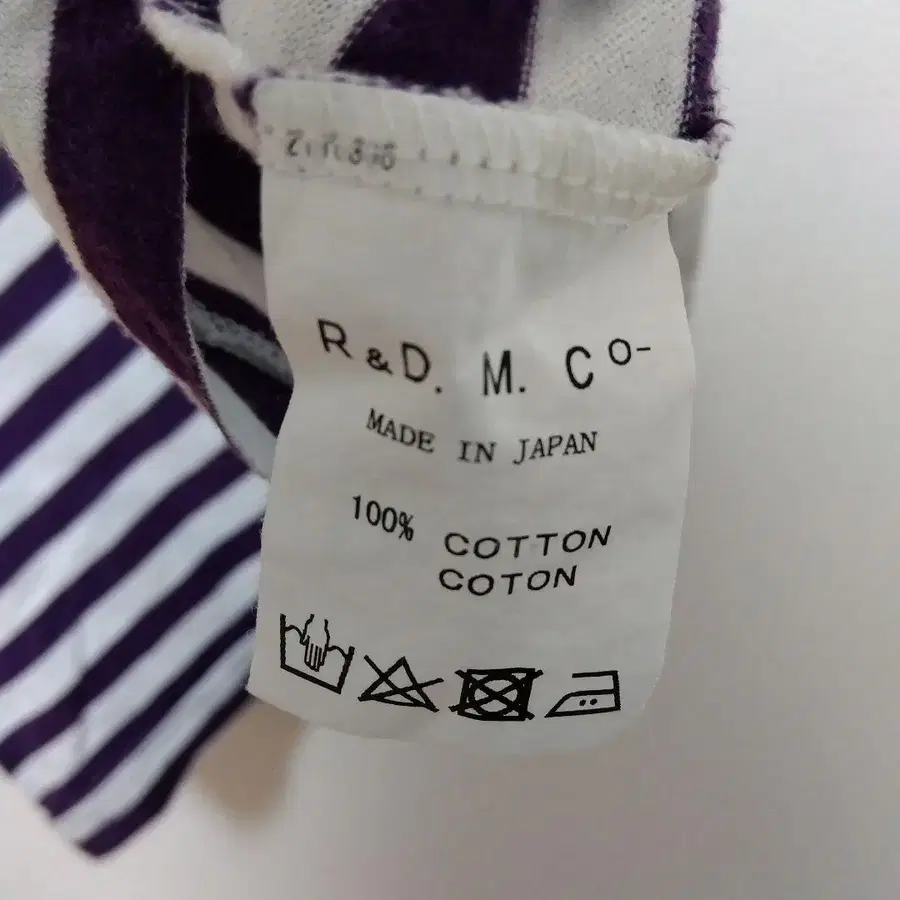 R&D. M. Co-
MADE IN JAPAN
100% COTTON
COTON